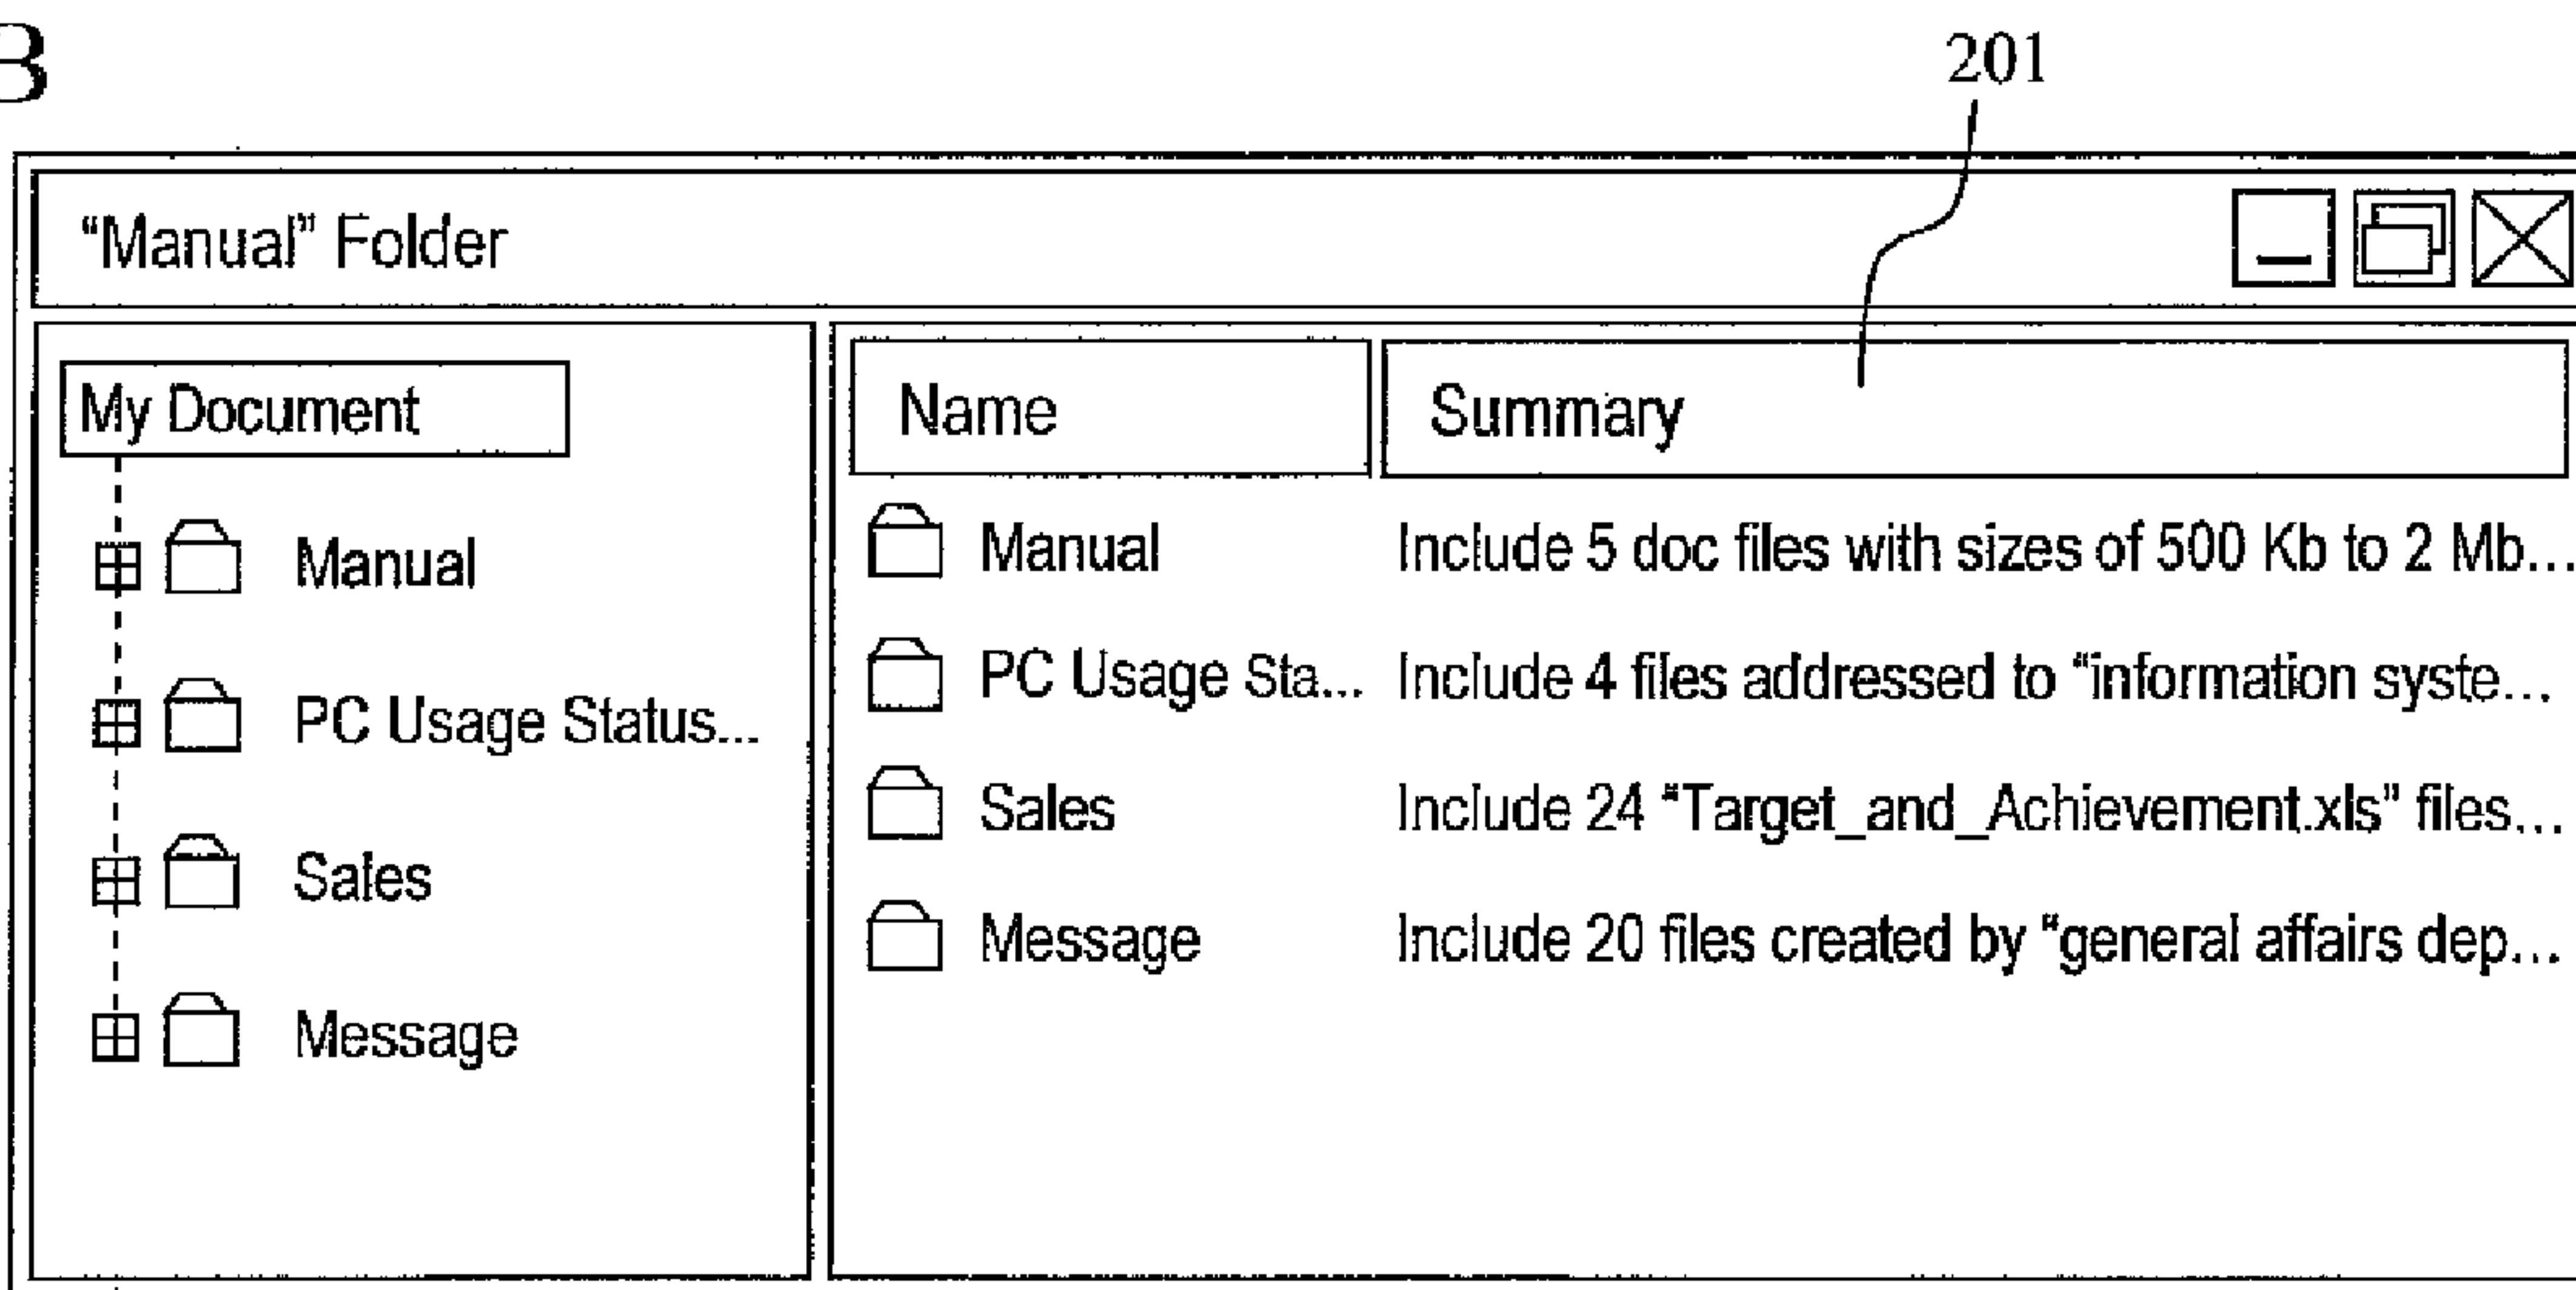 B
201
“Manual” Folder
My Document
Manual
PC Usage Status...
Sales
Message
Name Summary
Manual Include 5 doc files with sizes of 500 Kb to 2 Mb...
PC Usage Sta... Include 4 files addressed to “information syste...
Sales Include 24 “Target_and_Achievement.xls” files...
Message Include 20 files created by “general affairs dep...